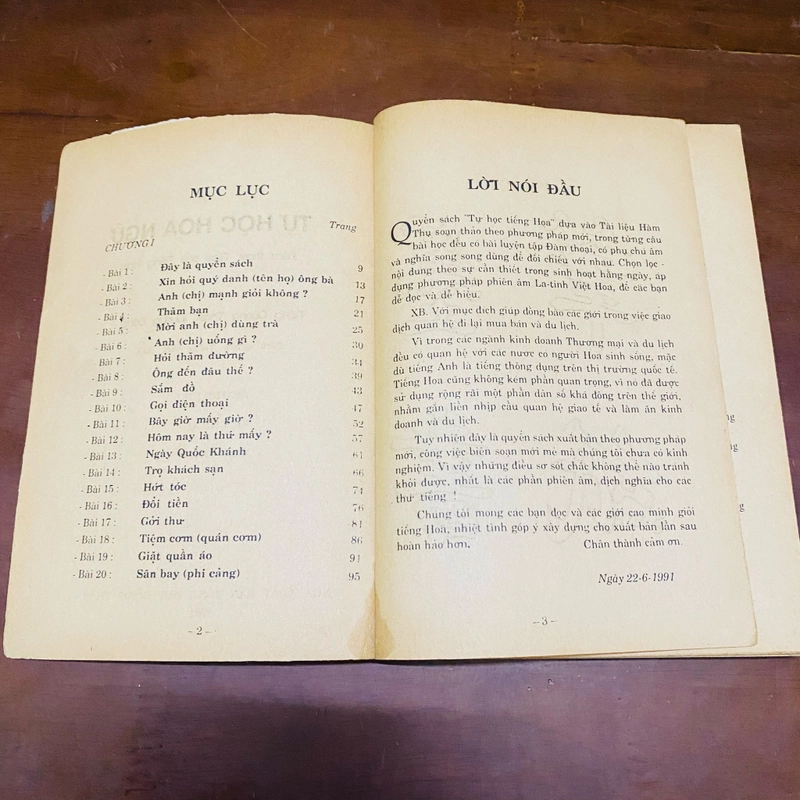 MỤC LỤC
Trang
CHƯƠNG I
- Bài 1 : Đây là quyển sách 9
- Bài 2 : Xin hỏi quý danh (tên họ) ông bà 13
- Bài 3 : Anh (chị) mạnh giỏi không ? 17
- Bài 4 : Thăm bạn 21
- Bài 5 : Mời anh (chị) dùng trà 25
- Bài 6 : Anh (chị) uống gì ? 30
Bài 7 : Hỏi thăm đường 34
- Bài 8 : Ông đến đâu thế ? 39
- Bài 9 : Sắm đồ 43
- Bài 10 : Gọi điện thoại 47
- Bài 11 : Bây giờ mấy giờ ? 52
- Bài 12 : Hôm nay là thứ mấy ? 57
- Bài 13 : Ngày Quốc Khánh 61
- Bài 14 : Trọ khách sạn 66
- Bài 15 : Hớt tóc 74
- Bài 16 : Đổi tiền 76
- Bài 17 : Gởi thư 81
- Bài 18 : Tiệm cơm (quán cơm) 86
- Bài 19 : Giặt quần áo 91
- Bài 20 : Sân bay (phi cảng) 95
- 2 -
LỜI NÓI ĐẦU
Quyển sách "Tự học tiếng Hoa" dựa vào Tài liệu Hàm
Thụ soạn thảo theo phương pháp mới, trong từng câu
bài học đều có bài luyện tập Đàm thoại, có phụ chú âm
và nghĩa song song dùng để đối chiếu với nhau. Chọn lọc -
nội dung theo sự cần thiết trong sinh hoạt hằng ngày, áp
dụng phương pháp phiên âm La-tinh Việt Hoa, để các bạn
dễ đọc và dễ hiểu.
XB. Với mục đích giúp đồng bào các giới trong việc giao
dịch quan hệ đi lại mua bán và du lịch.
Vì trong các ngành kinh doanh Thương mại và du lịch
đều có quan hệ với các nước có người Hoa sinh sống, mặc
dù tiếng Anh là tiếng thông dụng trên thị trường quốc tế.
Tiếng Hoa cũng không kém phần quan trọng, vì nó đã được
sử dụng rộng rãi một phần dân số khá đông trên thế giới,
nhằm gắn liền nhịp cầu quan hệ giao tế và làm ăn kinh
doanh và du lịch.
Tuy nhiên đây là quyển sách xuất bản theo phương pháp
mới, công việc biên soạn mới mẻ mà chúng tôi chưa có kinh
nghiệm. Vì vậy những điều sơ sót chắc không thể nào tránh
khỏi được, nhất là các phần phiên âm, dịch nghĩa cho các
thứ tiếng !
Chúng tôi mong các bạn đọc và các giới cao minh giỏi
tiếng Hoa, nhiệt tình góp ý xây dựng cho xuất bản lần sau
hoàn hảo hơn. Chân thành cảm ơn.
Ngày 22-6-1991
- 3 -